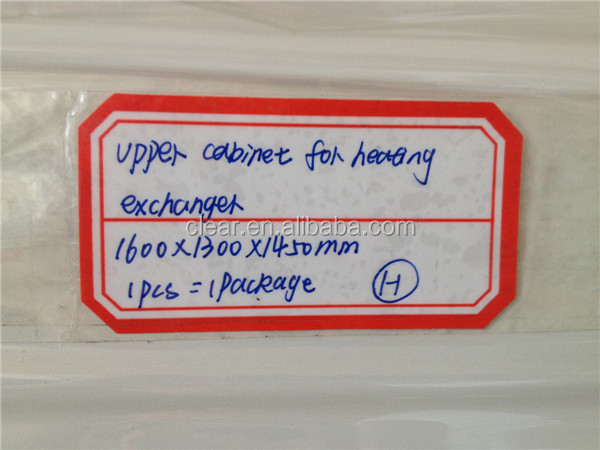 upper cabinet for heating
exchanger
clear.en.alibaba.com
1600X1300X1450mm
1pcs = 1package
H